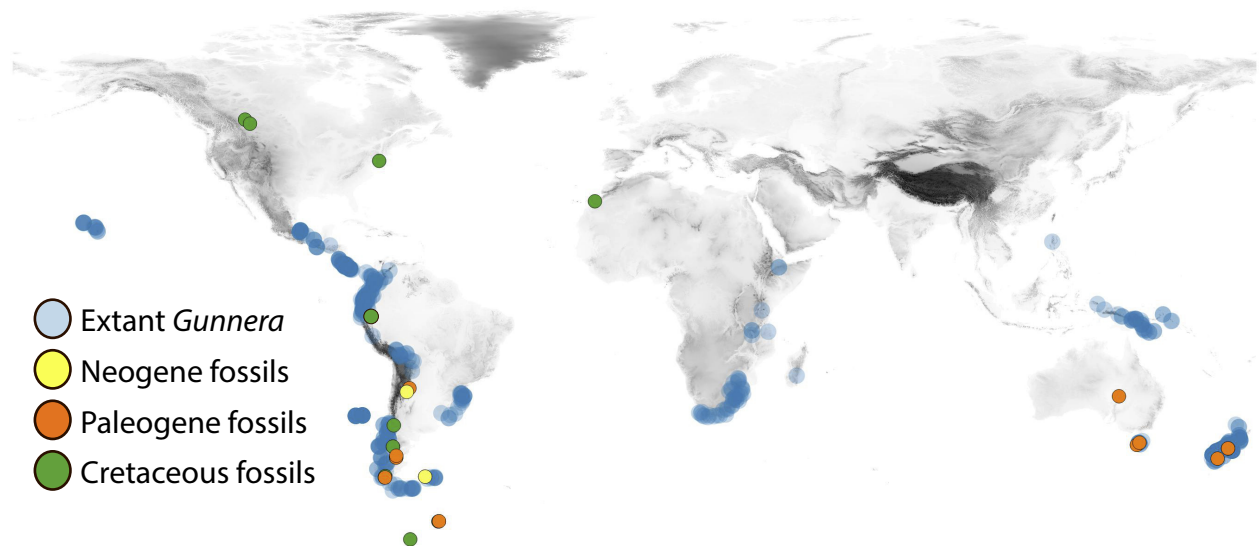 Extant Gunnera
Neogene fossils
Paleogene fossils
Cretaceous fossils